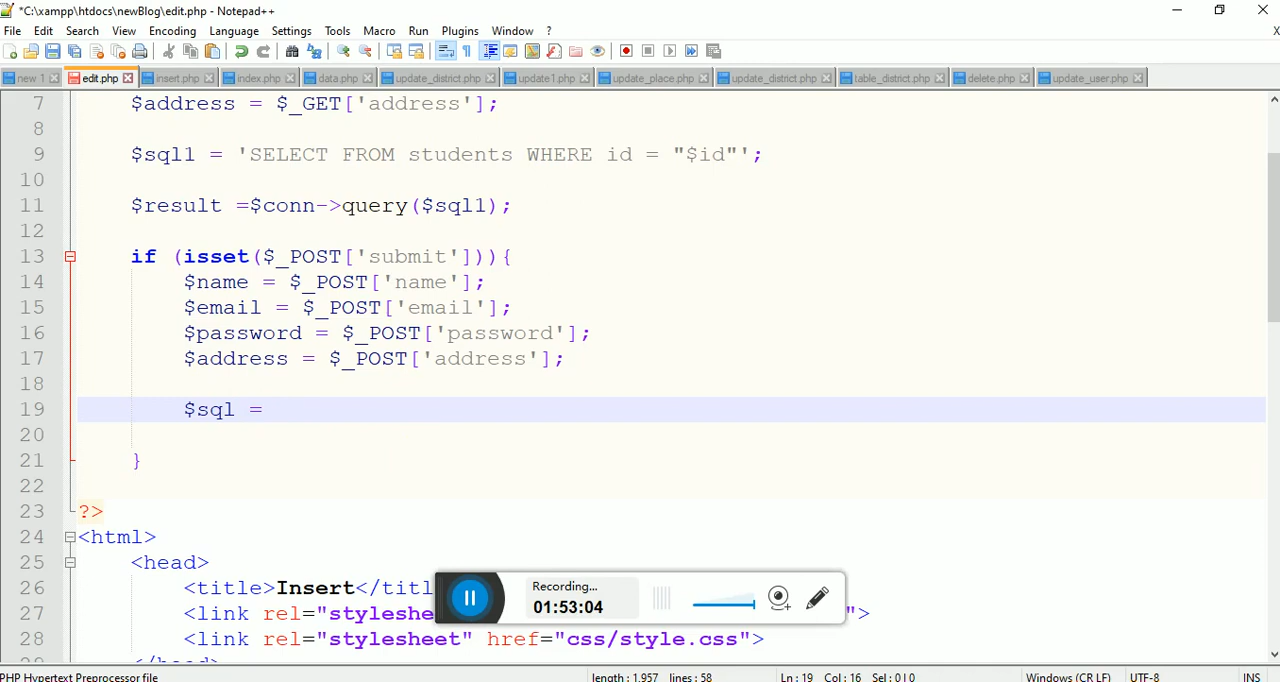 *C:\xampp\htdocs\newBlog\edit.php - Notepad++
File Edit Search View Encoding Language Settings Tools Macro Run Plugins Window ? X
new 1 edit.php insert.php index.php data.php update_district.php update1.php update_place.php update_district.php table_district.php delete.php update_user.php
7 $address = $_GET['address'];
8
9 $sql1 = 'SELECT FROM students WHERE id = "$id"';
10
11 $result =$conn->query($sql1);
12
13 if (isset($_POST['submit'])){
14 $name = $_POST['name'];
15 $email = $_POST['email'];
16 $password = $_POST['password'];
17 $address = $_POST['address'];
18
19 $sql =
20
21 }
22
23 ?>
24 <html>
25 <head>
26 <title>Insert</titl
27 <link rel="styleshe ">
28 <link rel="stylesheet" href="css/style.css">
</head>
Recording...
01:53:04
PHP Hypertext Preprocessor file length : 1,957 lines : 58 Ln : 19 Col : 16 Sel : 0 | 0 Windows (CR LF) UTF-8 INS